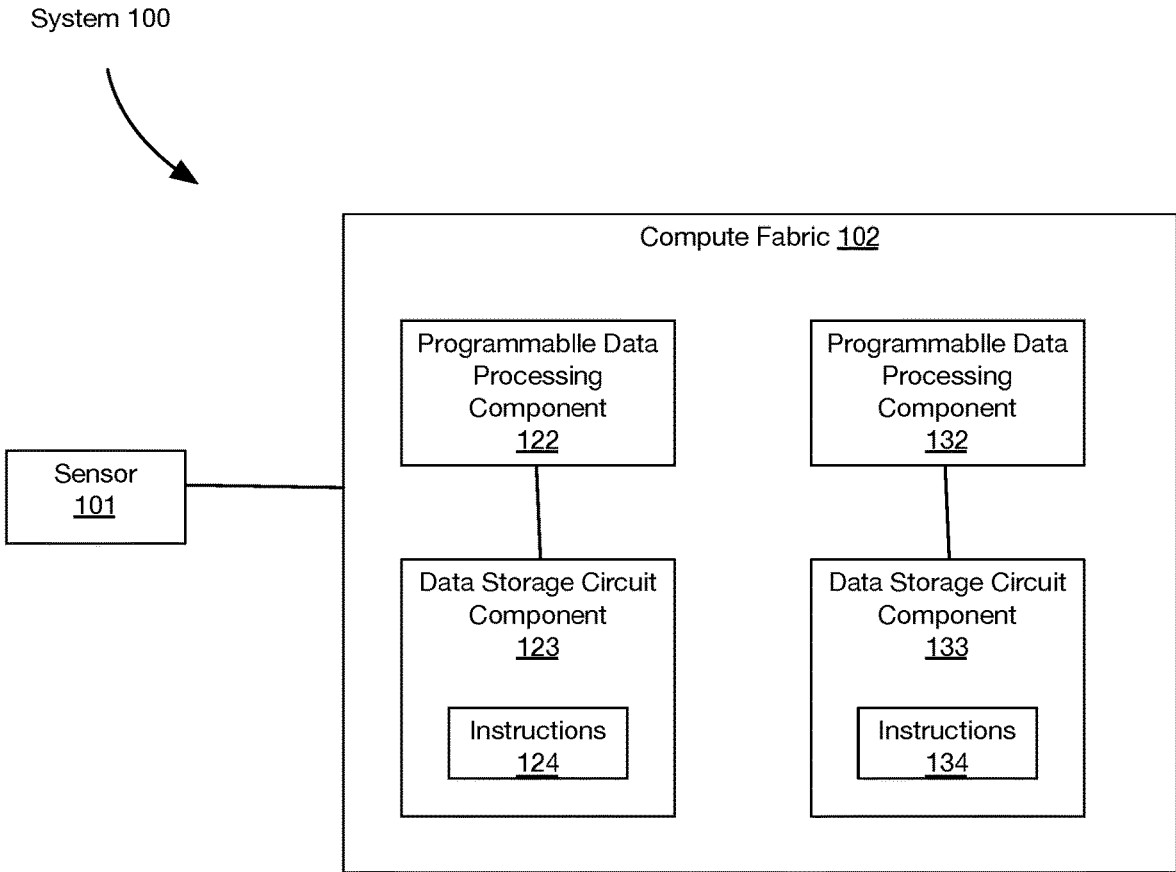 System 100
Compute Fabric 102
Programmablle Data
Processing
Component
122
Programmablle Data
Processing
Component
132
Sensor
101
Data Storage Circuit
Component
123
Data Storage Circuit
Component
133
Instructions
124
Instructions
134